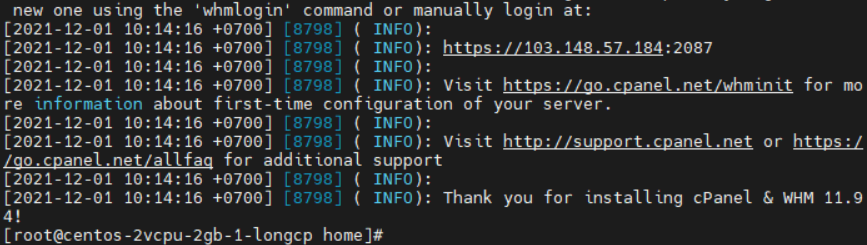 new one using the 'whmlogin' command or manually login at:
[2021-12-01 10:14:16 +0700] [8798] ( INFO):
[2021-12-01 10:14:16 +0700] [8798] ( INFO): https://103.148.57.184:2087
[2021-12-01 10:14:16 +0700] [8798] ( INFO):
[2021-12-01 10:14:16 +0700] [8798] ( INFO): Visit https://go.cpanel.net/whminit for mo
re information about first-time configuration of your server.
[2021-12-01 10:14:16 +0700] [8798] ( INFO):
[2021-12-01 10:14:16 +0700] [8798] ( INFO): Visit http://support.cpanel.net or https:/
/go.cpanel.net/allfaq for additional support
[2021-12-01 10:14:16 +0700] [8798] ( INFO):
[2021-12-01 10:14:16 +0700] [8798] ( INFO): Thank you for installing cPanel & WHM 11.9
4!
[root@centos-2vcpu-2gb-1-longcp home]#